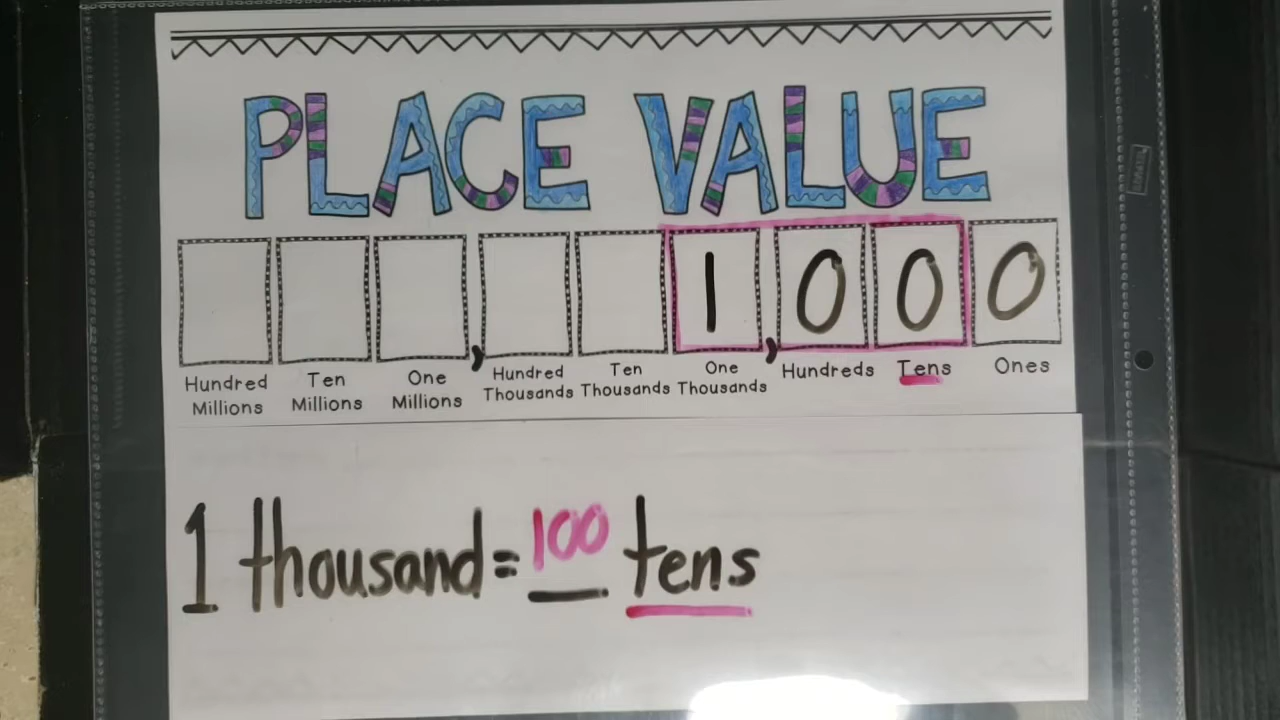 PLACE VALUE
1,000
Hundred Millions Ten Millions One Millions Hundred Thousands Ten Thousands One Thousands Hundreds Tens Ones
1 thousand = 100 tens